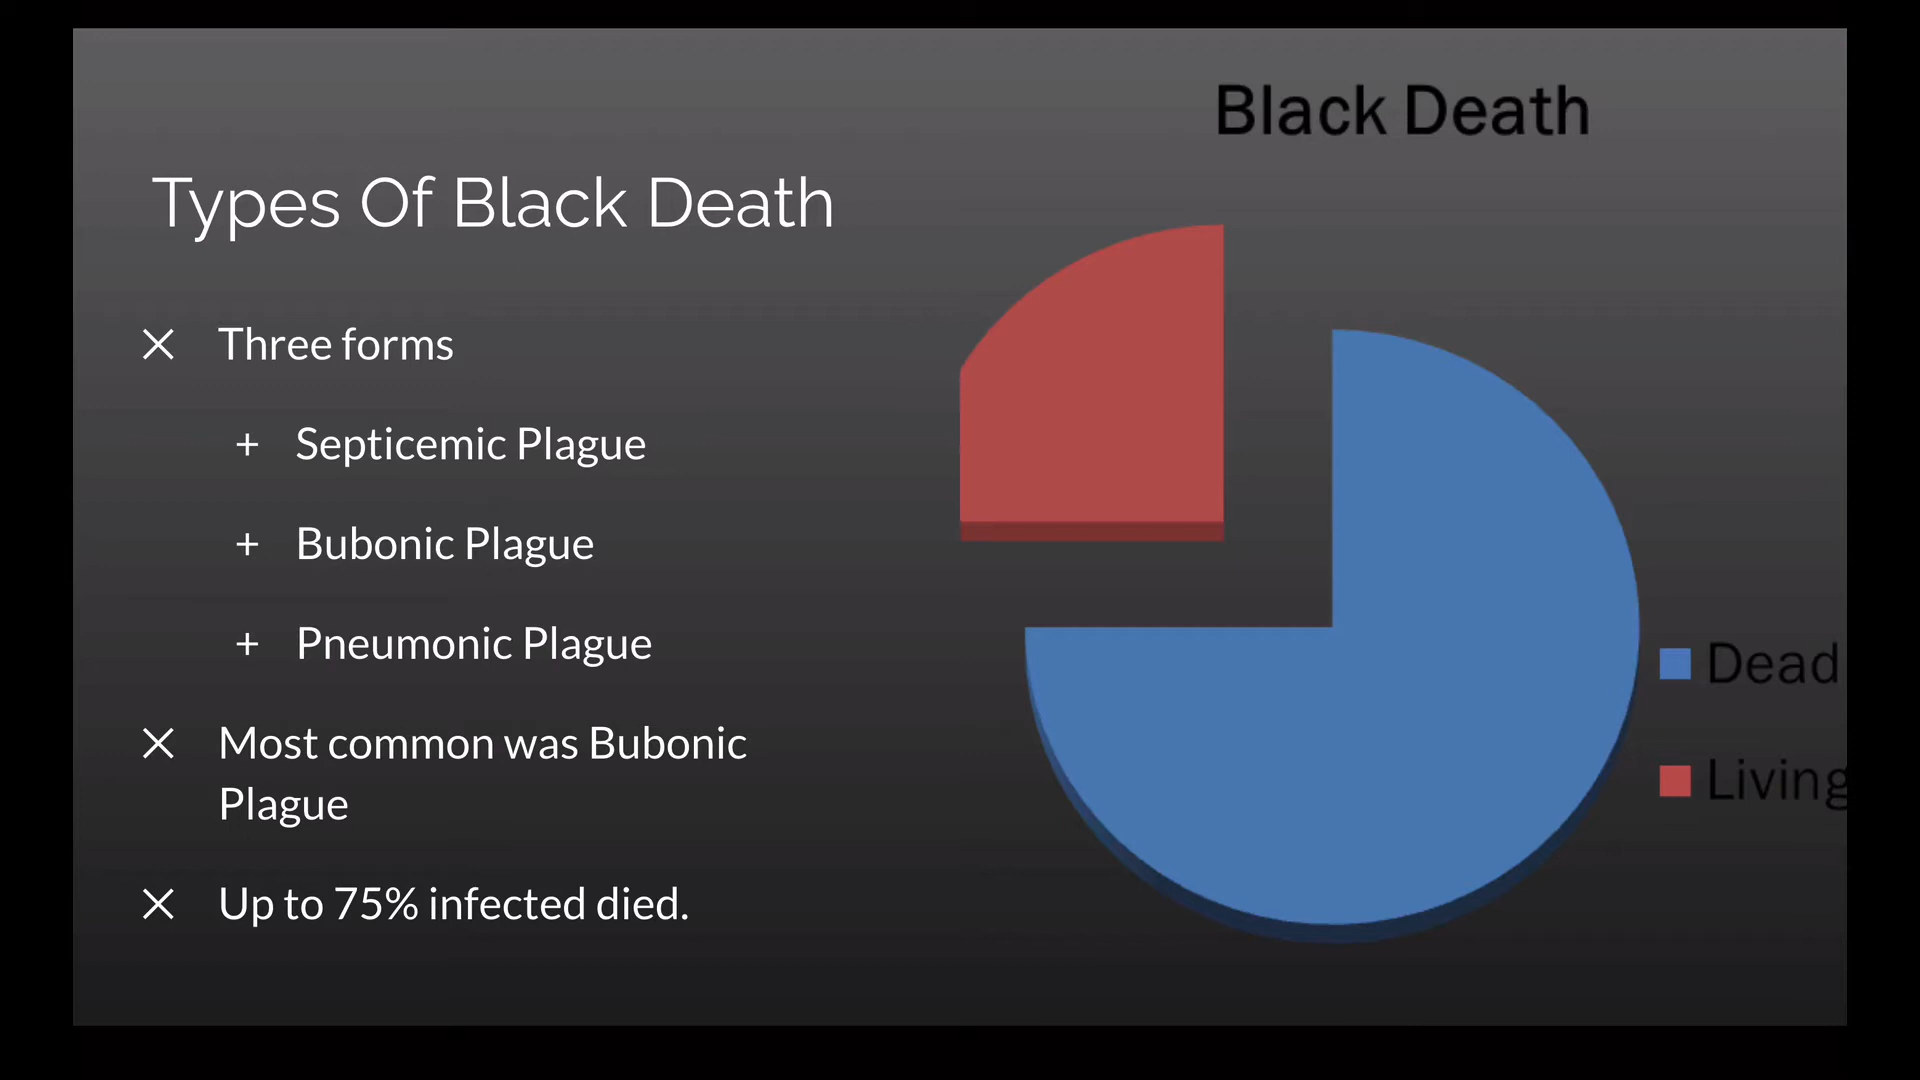 Types Of Black Death
× Three forms
+ Septicemic Plague
+ Bubonic Plague
+ Pneumonic Plague
× Most common was Bubonic
Plague
× Up to 75% infected died.
Black Death
Dead
Living